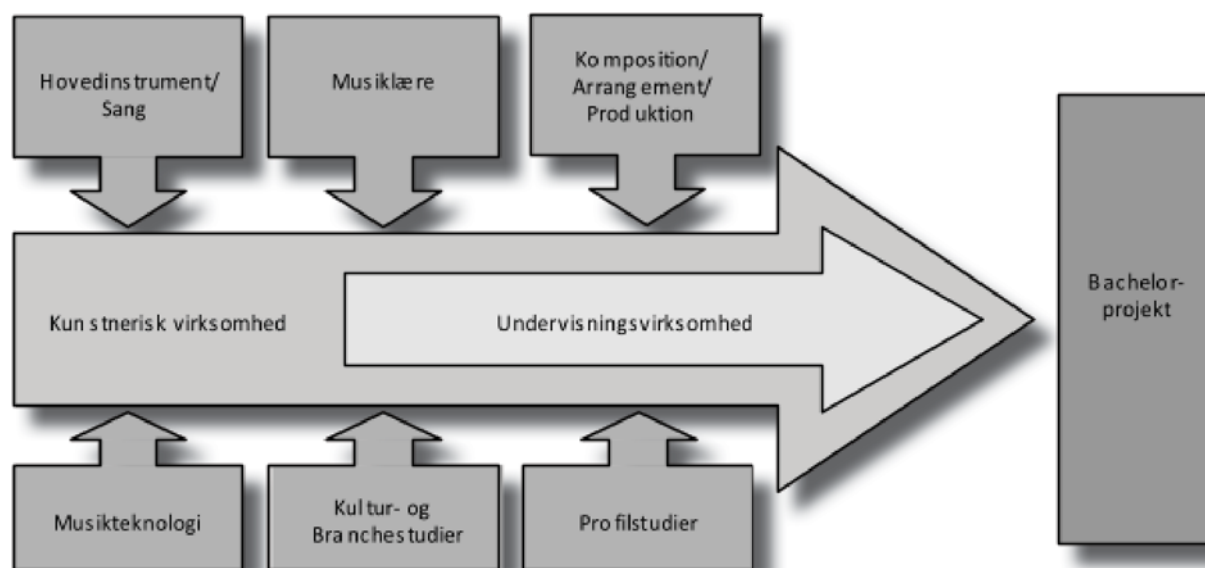 Hovedinstrument/
Sang
Musiklære
Komposition/
Arrangement/
Produktion
Kunstnerisk virksomhed
Undervisningsvirksomhed
Bachelor-
projekt
Musikteknologi
Kultur- og
Branchestudier
Profilstudier